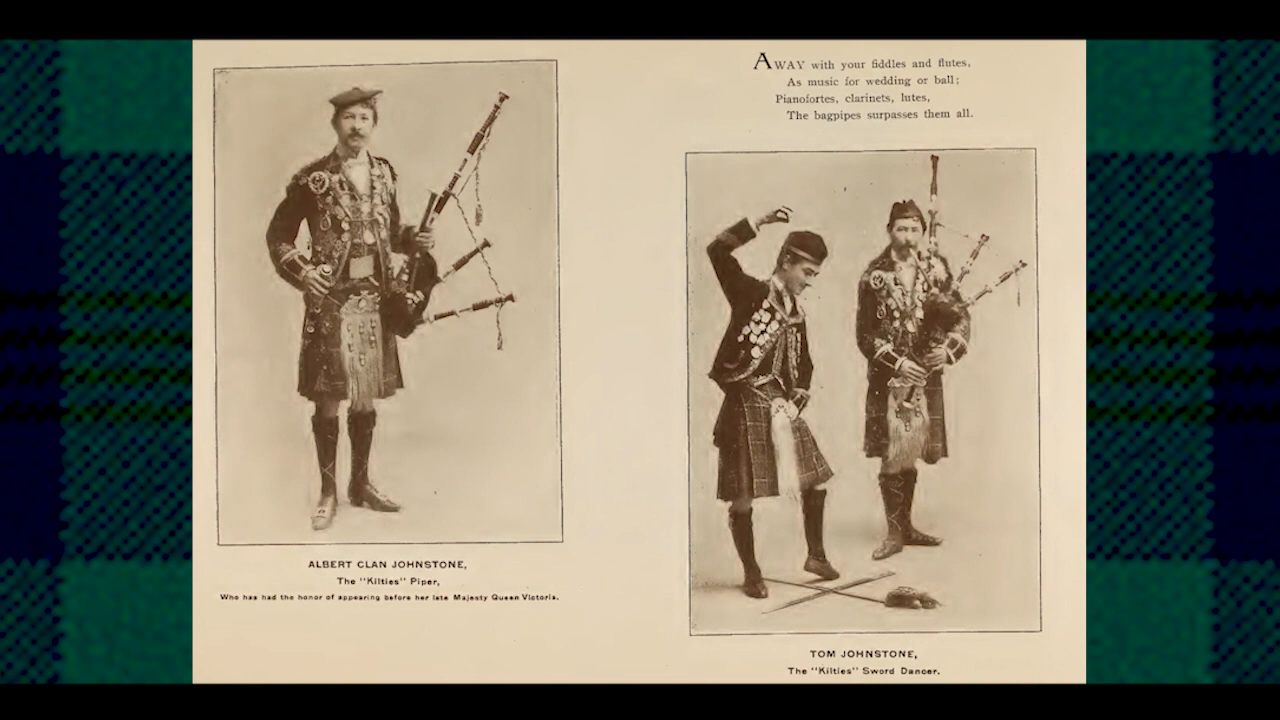 ALBERT CLAN JOHNSTONE,
The "Kilties" Piper,
Who has had the honor of appearing before her late Majesty Queen Victoria.
AWAY with your fiddles and flutes,
As music for wedding or ball;
Pianofortes, clarinets, lutes,
The bagpipes surpasses them all.
TOM JOHNSTONE,
The "Kilties" Sword Dancer.